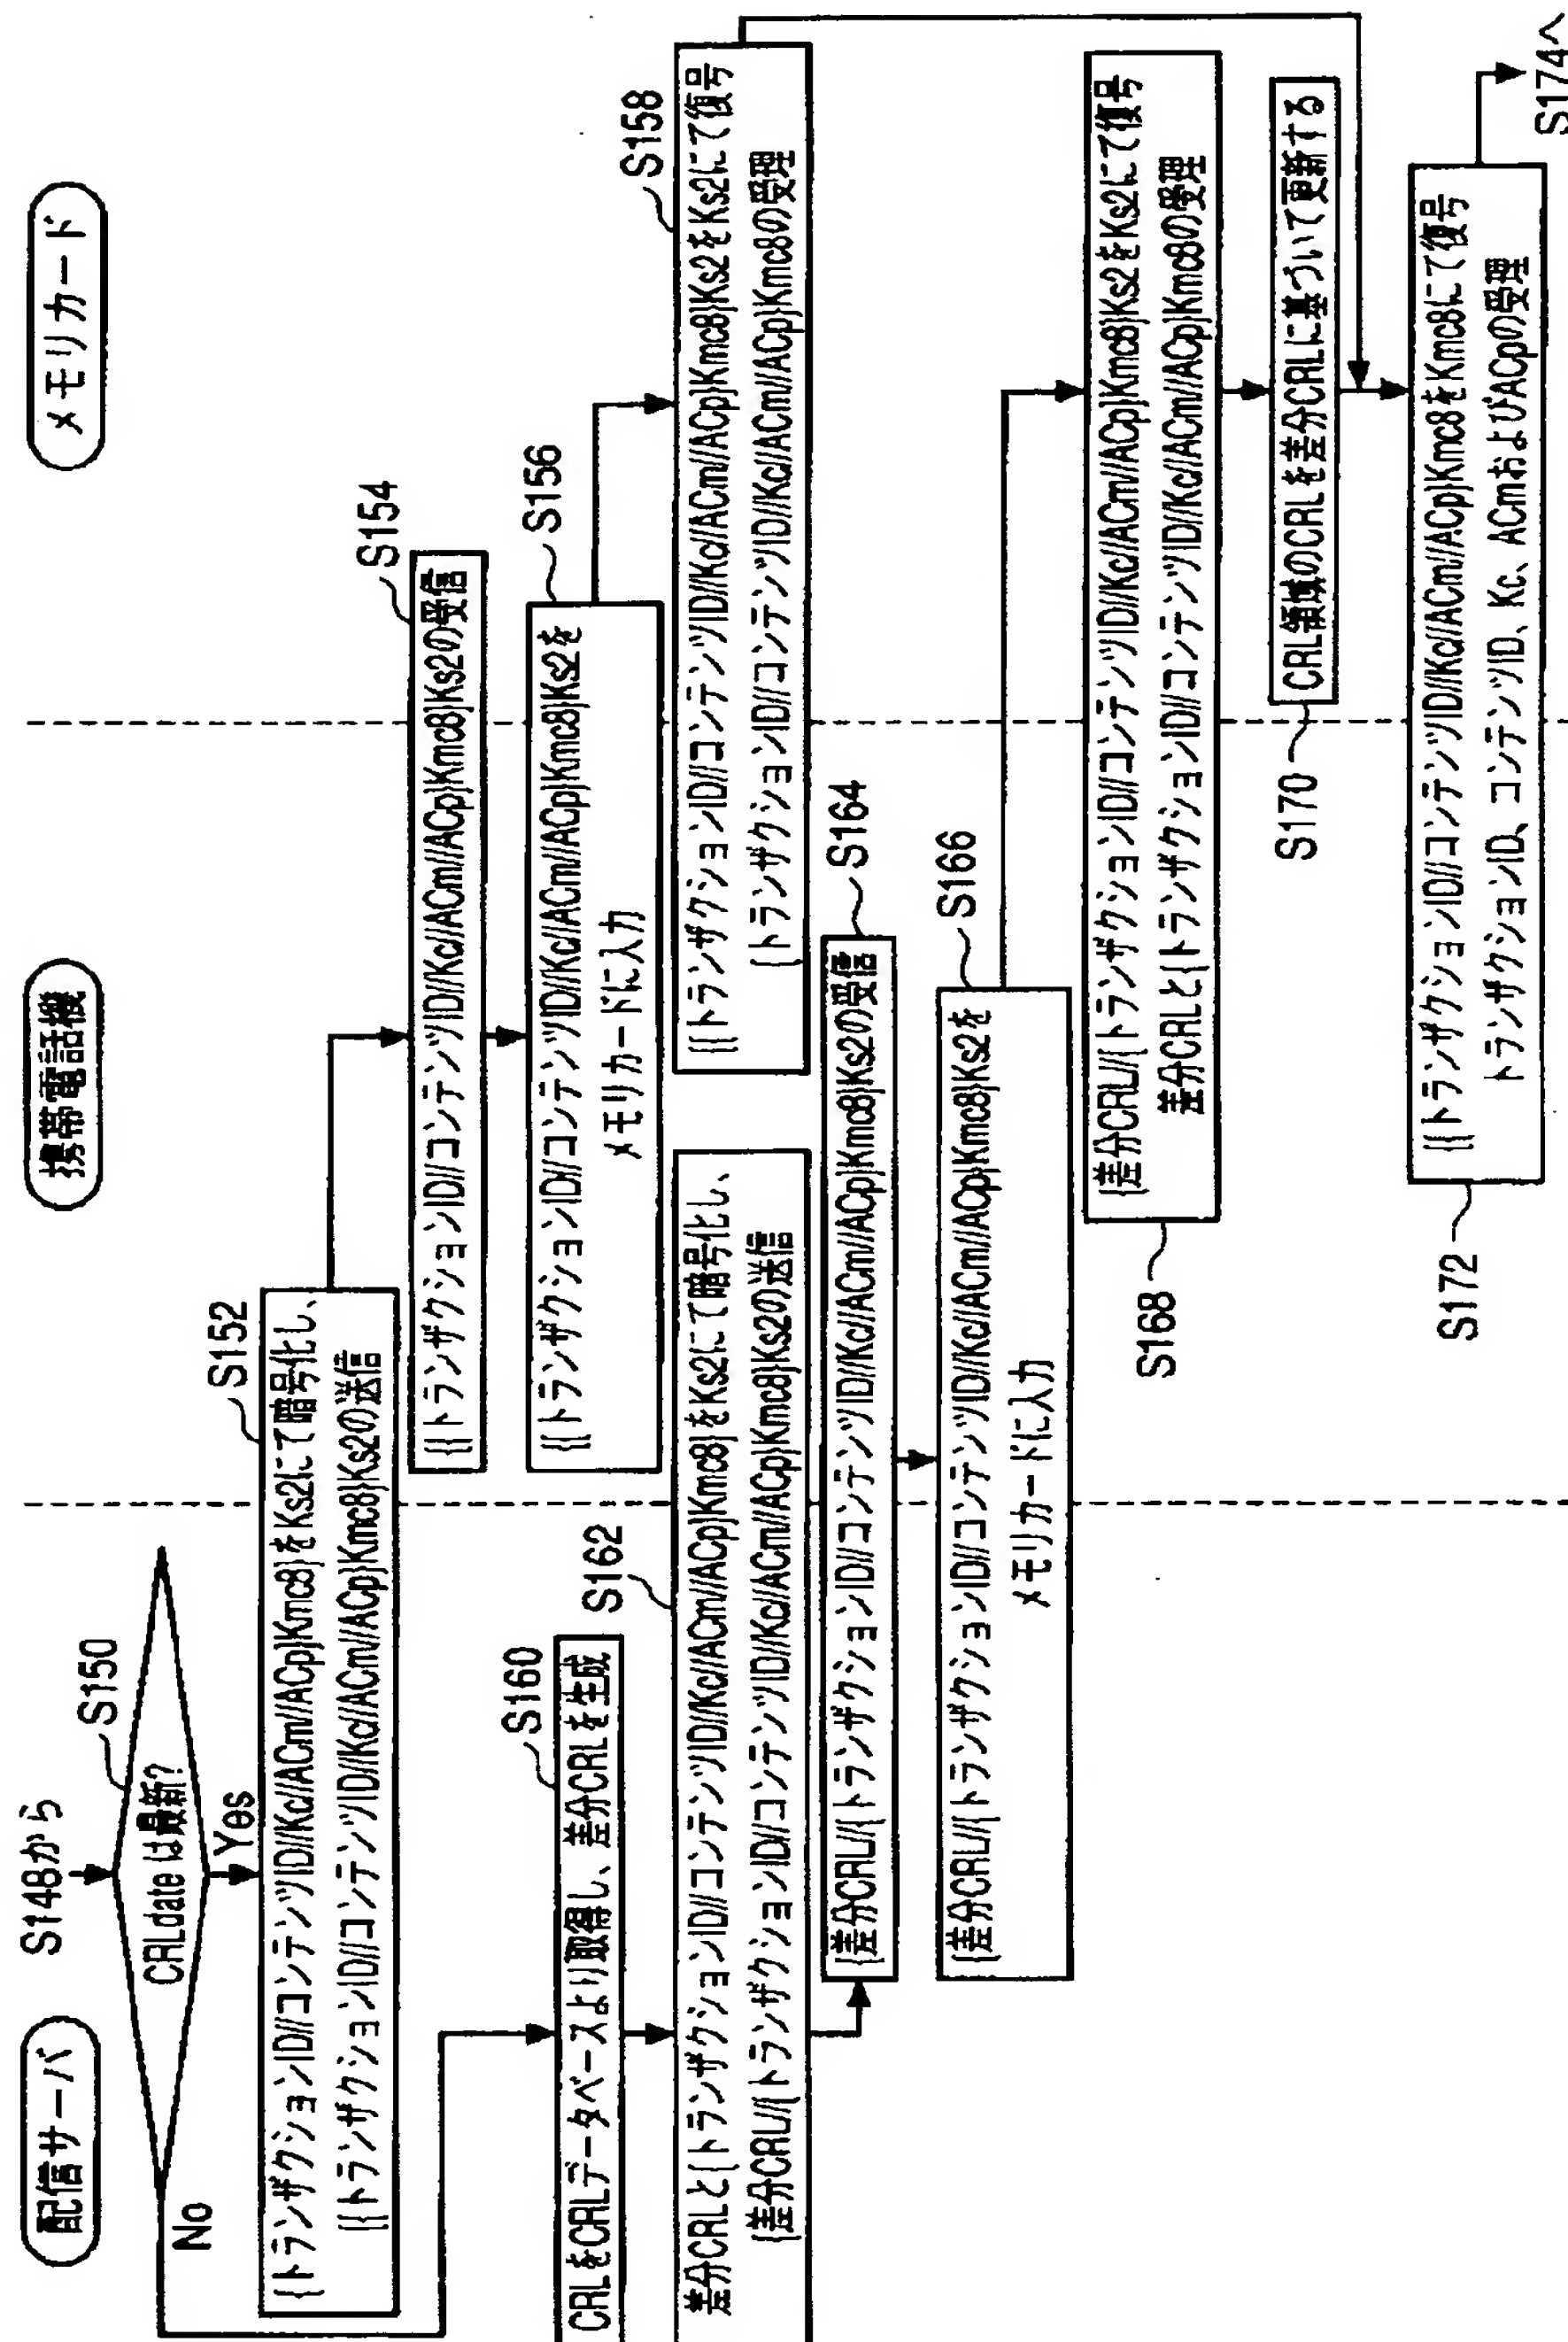 配信サーバ
携帯電話機
メモリカード
S148から
S150
CRLdateは最新?
Yes
No
S152
{トランザクションID//コンテンツID//Kc//ACm//ACp}Kmc8}をKs2にて暗号化し、
{{トランザクションID//コンテンツID//Kc//ACm//ACp}Kmc8}Ks2の送信
S154
{{トランザクションID//コンテンツID//Kc//ACm//ACp}Kmc8}Ks2の受信
S156
{{トランザクションID//コンテンツID//Kc//ACm//ACp}Kmc8}Ks2を
メモリカードに入力
S158
{{トランザクションID//コンテンツID//Kc//ACm//ACp}Kmc8}Ks2をKs2にて復号
{トランザクションID//コンテンツID//Kc//ACm//ACp}Kmc8の受理
S160
CRLをCRLデータベースより取得し、差分CRLを生成
S162
差分CRLと{トランザクションID//コンテンツID//Kc//ACm//ACp}Kmc8}をKs2にて暗号化し、
{差分CRL//{トランザクションID//コンテンツID//Kc//ACm//ACp}Kmc8}Ks2の送信
S164
{差分CRL//{トランザクションID//コンテンツID//Kc//ACm//ACp}Kmc8}Ks2の受信
S166
{差分CRL//{トランザクションID//コンテンツID//Kc//ACm//ACp}Kmc8}Ks2を
メモリカードに入力
S168
{差分CRL//{トランザクションID//コンテンツID//Kc//ACm//ACp}Kmc8}Ks2をKs2にて復号
差分CRLと{トランザクションID//コンテンツID//Kc//ACm//ACp}Kmc8の受理
S170
CRL領域のCRLを差分CRLに基づいて更新する
S172
{{トランザクションID//コンテンツID//Kc//ACm//ACp}Kmc8をKmc8にて復号
トランザクションID、コンテンツID、Kc、ACmおよびACpの受理
S174へ